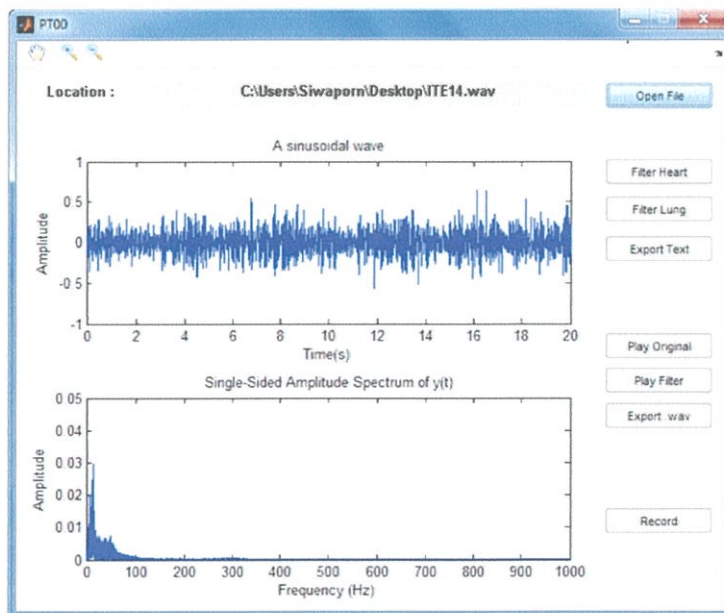 PT00
Location : C:\Users\Siwaporn\Desktop\ITE14.wav
Open File
A sinusoidal wave
1
0.5
0
-0.5
-1
Amplitude
0 2 4 6 8 10 12 14 16 18 20
Time(s)
Filter Heart
Filter Lung
Export Text
Play Original
Play Filter
Export .wav
Record
Single-Sided Amplitude Spectrum of y(t)
0.05
0.04
0.03
0.02
0.01
0
Amplitude
0 100 200 300 400 500 600 700 800 900 1000
Frequency (Hz)